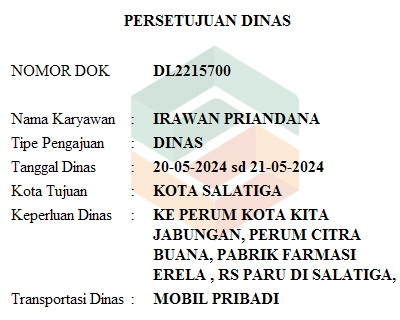 PERSETUJUAN DINAS
NOMOR DOK DL2215700
Nama Karyawan : IRAWAN PRIANDANA
Tipe Pengajuan : DINAS
Tanggal Dinas : 20-05-2024 sd 21-05-2024
Kota Tujuan : KOTA SALATIGA
Keperluan Dinas : KE PERUM KOTA KITA
JABUNGAN, PERUM CITRA
BUANA, PABRIK FARMASI
ERELA , RS PARU DI SALATIGA,
Transportasi Dinas : MOBIL PRIBADI